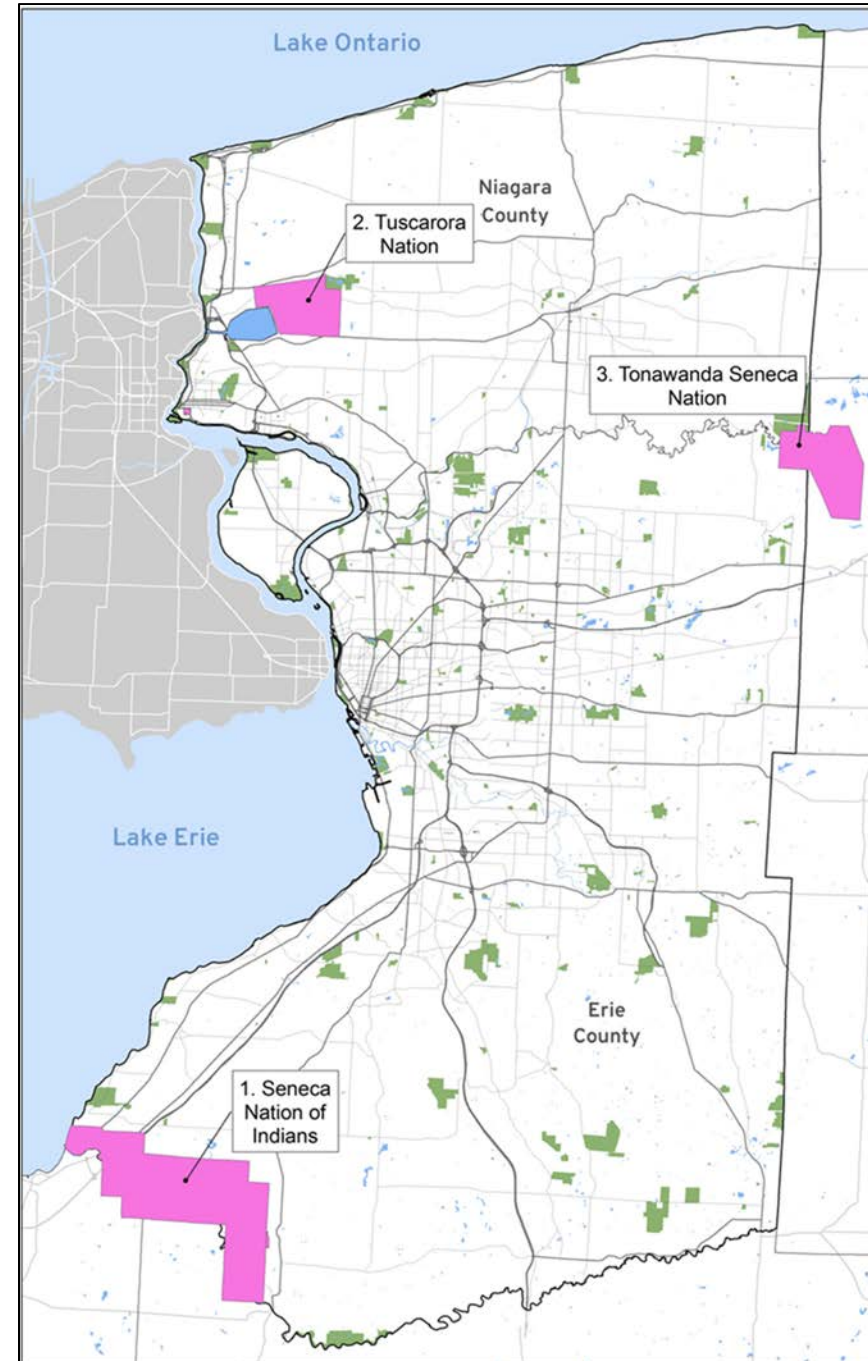 Lake Ontario
Niagara
County
2. Tuscarora
Nation
3. Tonawanda Seneca
Nation
Lake Erie
Erie
County
1. Seneca
Nation of
Indians